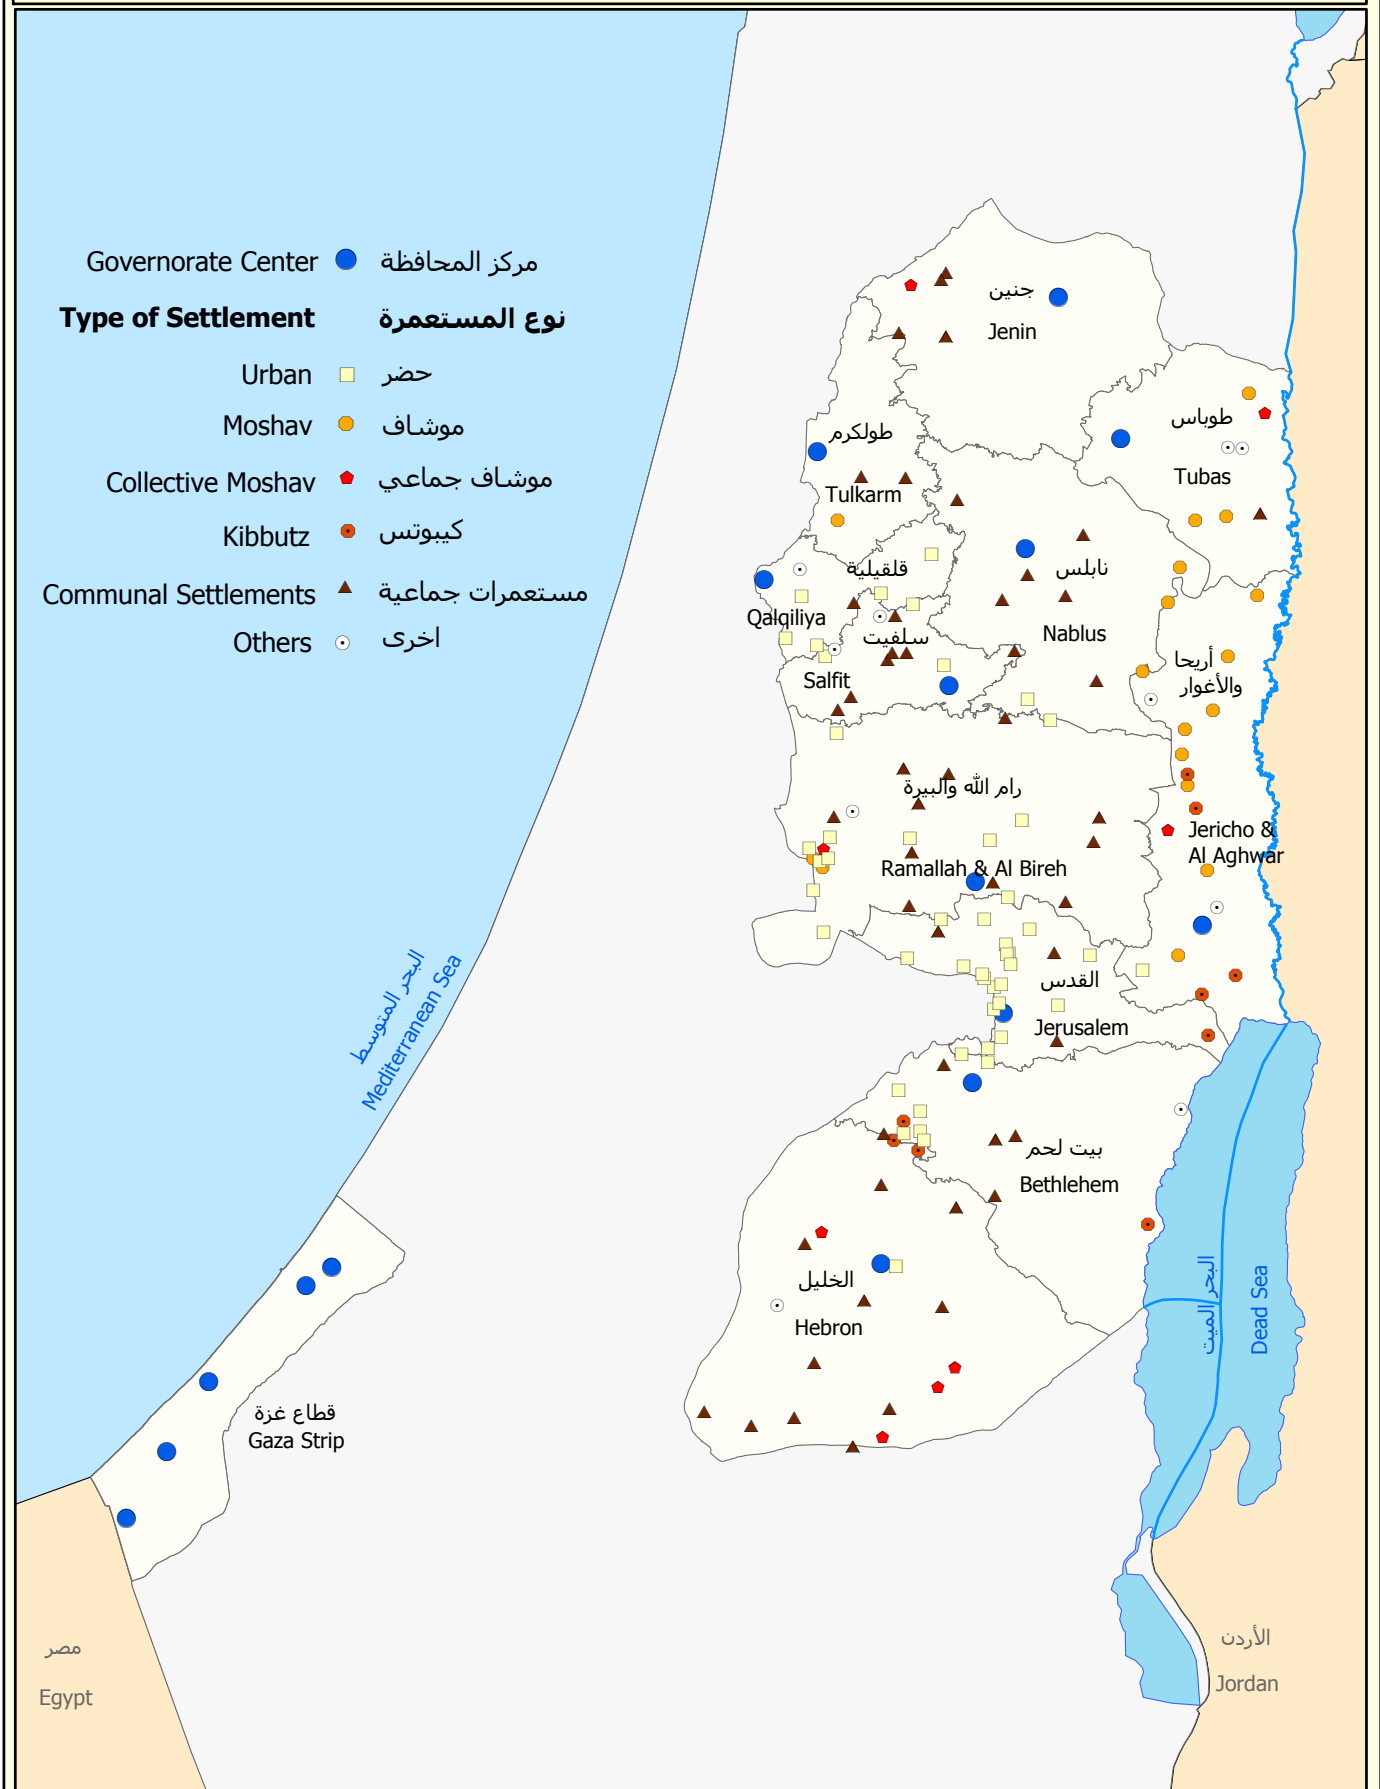 Governorate Center مركز المحافظة
Type of Settlement نوع المستعمرة
Urban حضر
Moshav موشاف
Collective Moshav موشاف جماعي
Kibbutz كيبوتس
Communal Settlements مستعمرات جماعية
Others اخرى
جنين
Jenin
طوباس
Tubas
طولكرم
Tulkarm
قلقيلية
Qalqiliya
نابلس
Nablus
سلفيت
Salfit
أريحا
والأغوار
Jericho &
Al Aghwar
رام الله والبيرة
Ramallah & Al Bireh
القدس
Jerusalem
البحر المتوسط
Mediterranean Sea
بيت لحم
Bethlehem
الخليل
Hebron
البحر الميت
Dead Sea
قطاع غزة
Gaza Strip
مصر
Egypt
الأردن
Jordan